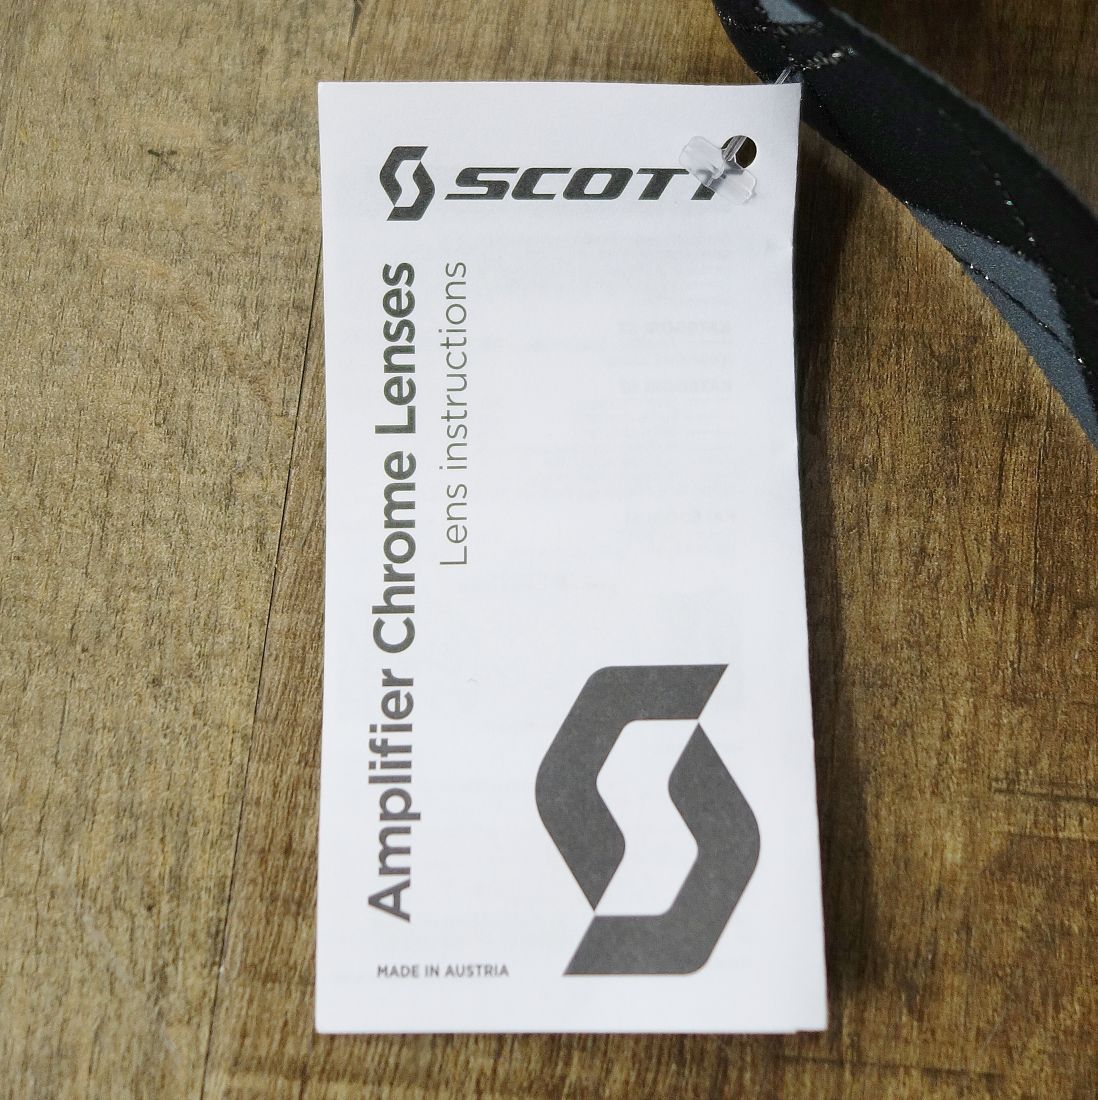 SCOTT
Amplifier Chrome Lenses
Lens instructions
MADE IN AUSTRIA